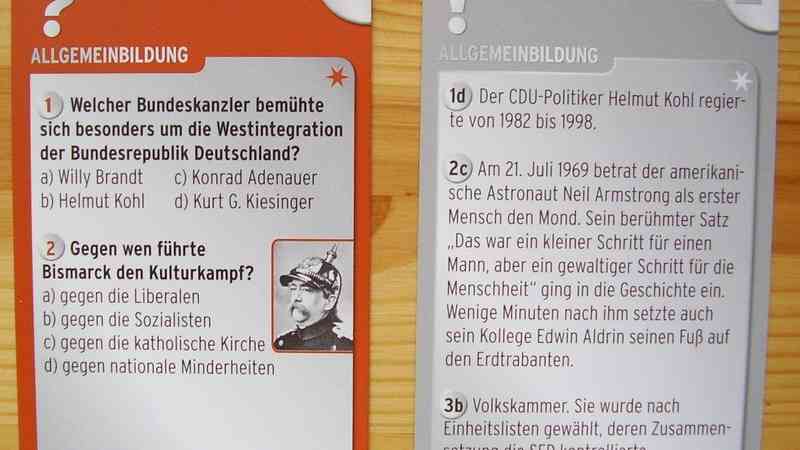 ?
ALLGEMEINBILDUNG
1 Welcher Bundeskanzler bemühte
sich besonders um die Westintegration
der Bundesrepublik Deutschland?
a) Willy Brandt c) Konrad Adenauer
b) Helmut Kohl d) Kurt G. Kiesinger
2 Gegen wen führte
Bismarck den Kulturkampf?
a) gegen die Liberalen
b) gegen die Sozialisten
c) gegen die katholische Kirche
d) gegen nationale Minderheiten
!
ALLGEMEINBILDUNG
1d Der CDU-Politiker Helmut Kohl regier-
te von 1982 bis 1998.
2c Am 21. Juli 1969 betrat der amerikani-
sche Astronaut Neil Armstrong als erster
Mensch den Mond. Sein berühmter Satz
„Das war ein kleiner Schritt für einen
Mann, aber ein gewaltiger Schritt für die
Menschheit“ ging in die Geschichte ein.
Wenige Minuten nach ihm setzte auch
sein Kollege Edwin Aldrin seinen Fuß auf
den Erdtrabanten.
3b Volkskammer. Sie wurde nach
Einheitslisten gewählt, deren Zusammen-
setzung die SED kontrollierte